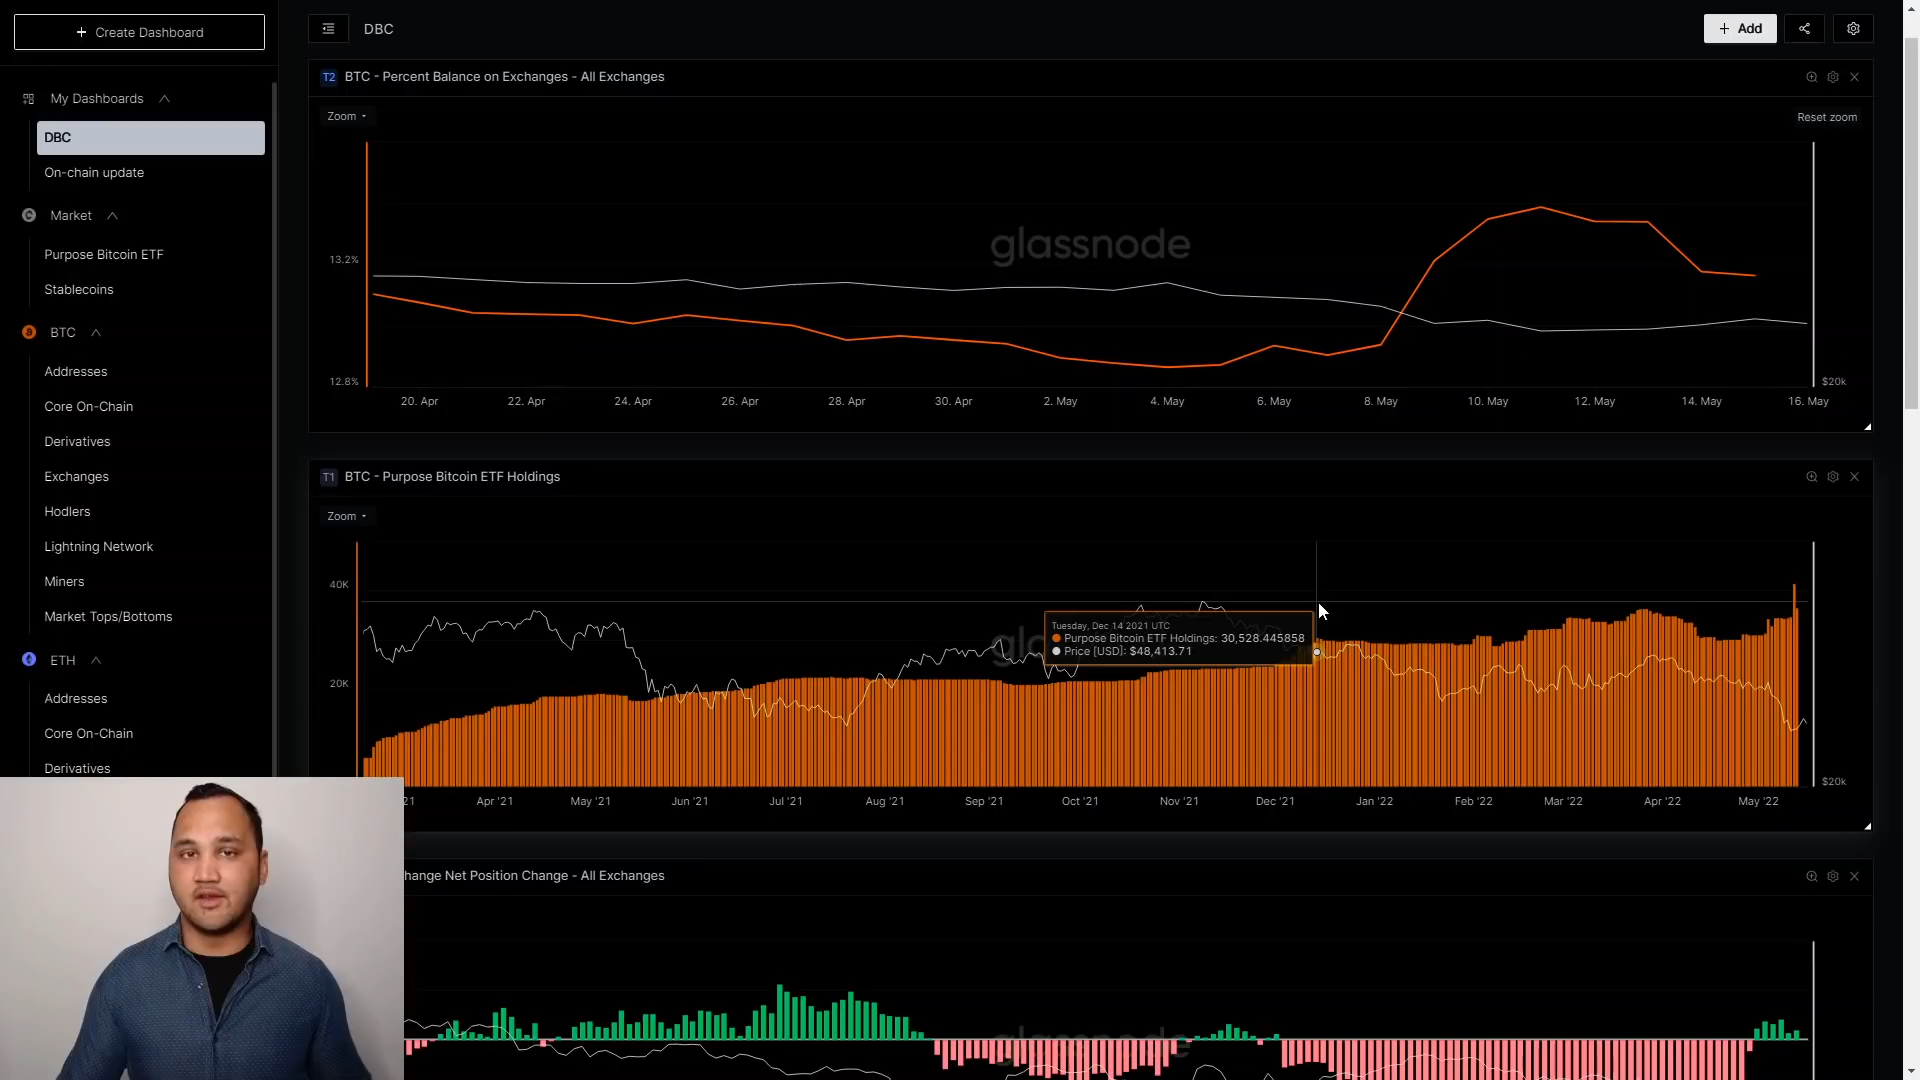 + Create Dashboard
My Dashboards
DBC
On-chain update
Market
Purpose Bitcoin ETF
Stablecoins
BTC
Addresses
Core On-Chain
Derivatives
Exchanges
Hodlers
Lightning Network
Miners
Market Tops/Bottoms
ETH
Addresses
Core On-Chain
Derivatives
DBC
+ Add
T2 BTC - Percent Balance on Exchanges - All Exchanges
Zoom
Reset zoom
glassnode
13.2%
12.8%
$20k
20. Apr 22. Apr 24. Apr 26. Apr 28. Apr 30. Apr 2. May 4. May 6. May 8. May 10. May 12. May 14. May 16. May
T1 BTC - Purpose Bitcoin ETF Holdings
Zoom
40K
20K
Tuesday, Dec 14 2021 UTC
Purpose Bitcoin ETF Holdings: 30,528.445858
Price [USD]: $48,413.71
gl
$20k
21 Apr '21 May '21 Jun '21 Jul '21 Aug '21 Sep '21 Oct '21 Nov '21 Dec '21 Jan '22 Feb '22 Mar '22 Apr '22 May '22
hange Net Position Change - All Exchanges
glassnode